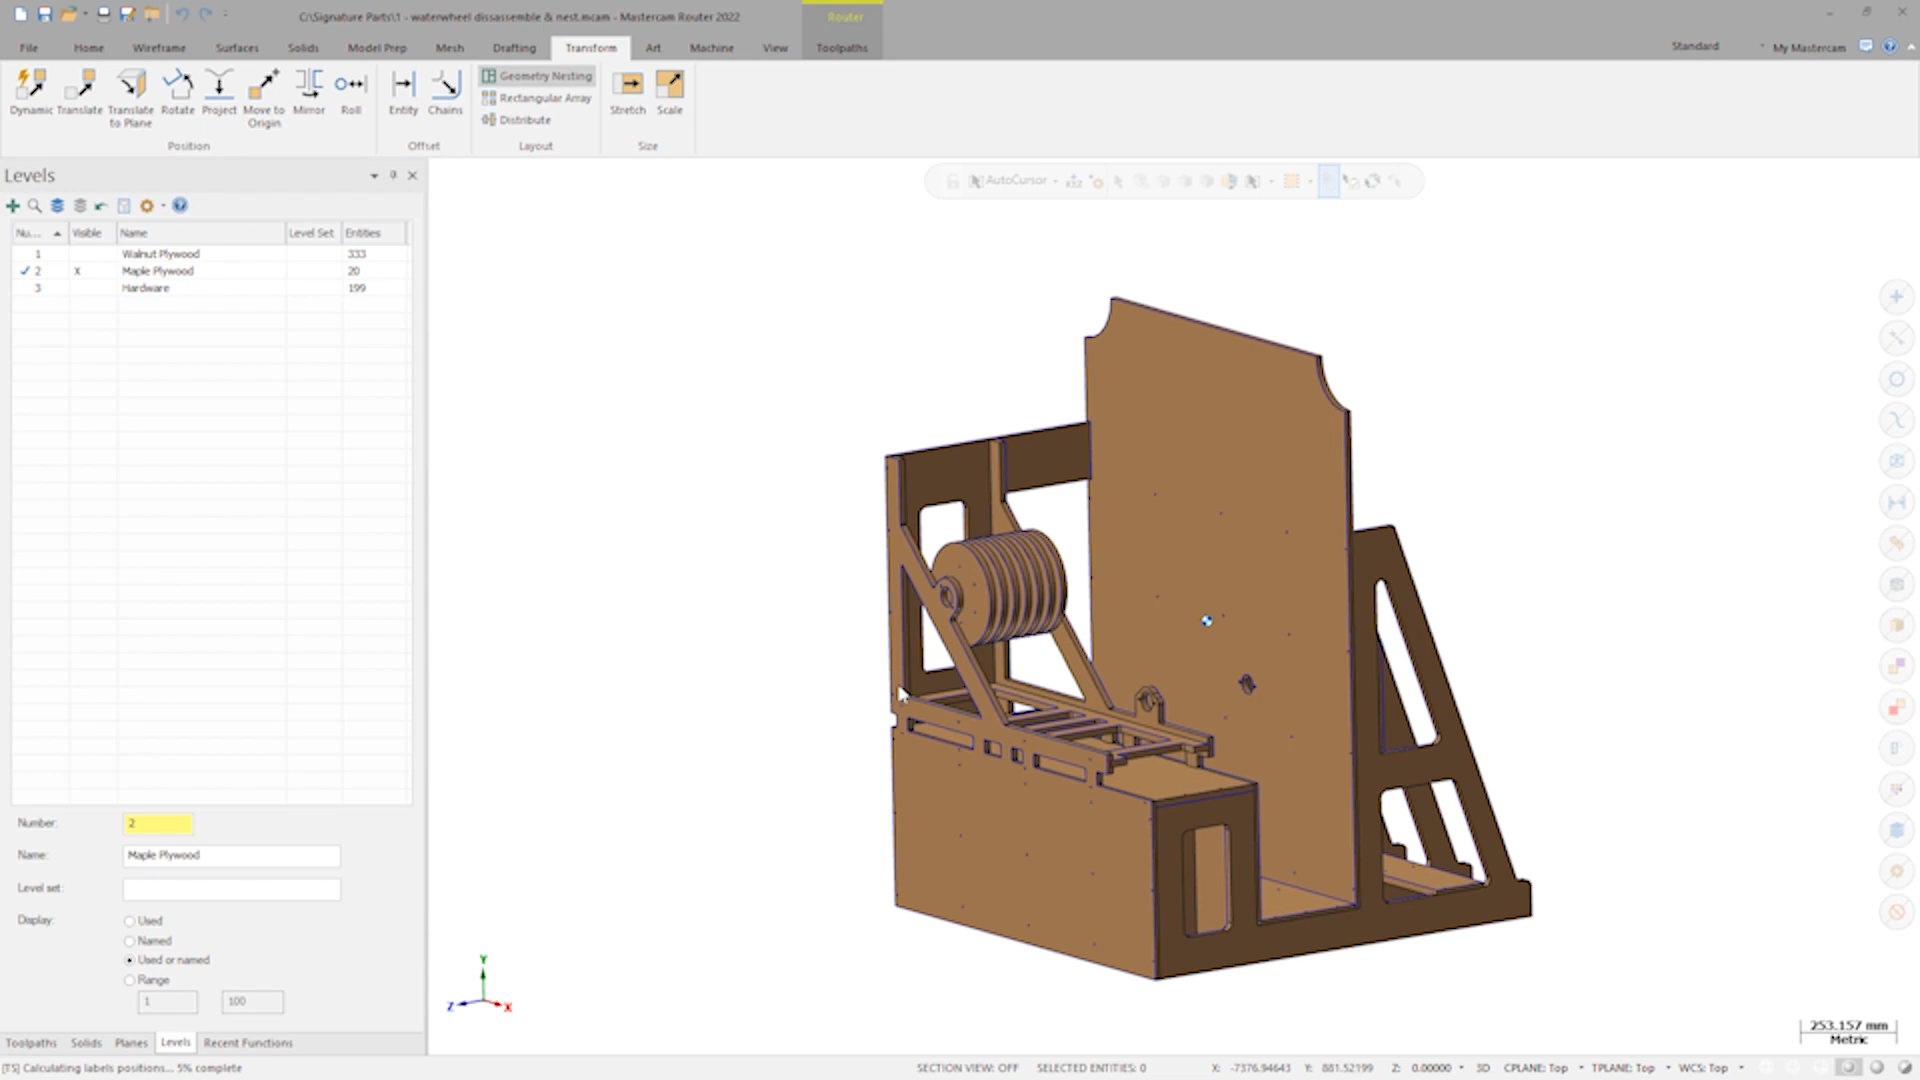 C:\Signature Parts\1 - waterwheel dissassemble & nest.mcam - Mastercam Router 2022
Router
File Home Wireframe Surfaces Solids Model Prep Mesh Drafting Transform Art Machine View Toolpaths Standard My Mastercam
Dynamic Translate Translate to Plane Rotate Project Move to Origin Mirror Roll
Position
Entity Chains
Offset
Geometry Nesting
Rectangular Array
Distribute
Layout
Stretch Scale
Size
Levels
AutoCursor
Nu... Visible Name Level Set Entities
1 Walnut Plywood 333
2 X Maple Plywood 20
3 Hardware 199
Number: 2
Name: Maple Plywood
Level set:
Display: Used
Named
Used or named
Range
1 100
Y
Z X
253.157 mm
Metric
Toolpaths Solids Planes Levels Recent Functions
[TS] Calculating labels positions... 5% complete
SECTION VIEW: OFF SELECTED ENTITIES: 0 X: -7376.94643 Y: 881.52199 Z: 0.00000 3D CPLANE: Top TPLANE: Top WCS: Top